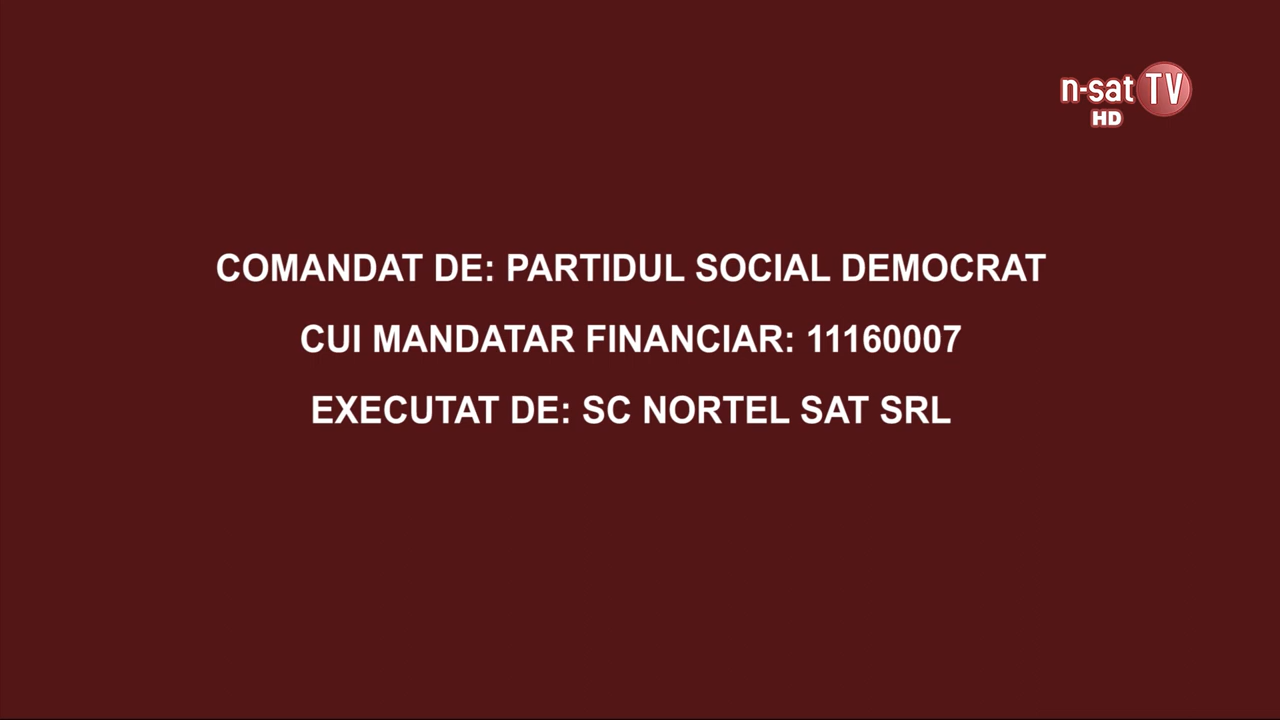 n-sat TV
HD
COMANDAT DE: PARTIDUL SOCIAL DEMOCRAT
CUI MANDATAR FINANCIAR: 11160007
EXECUTAT DE: SC NORTEL SAT SRL